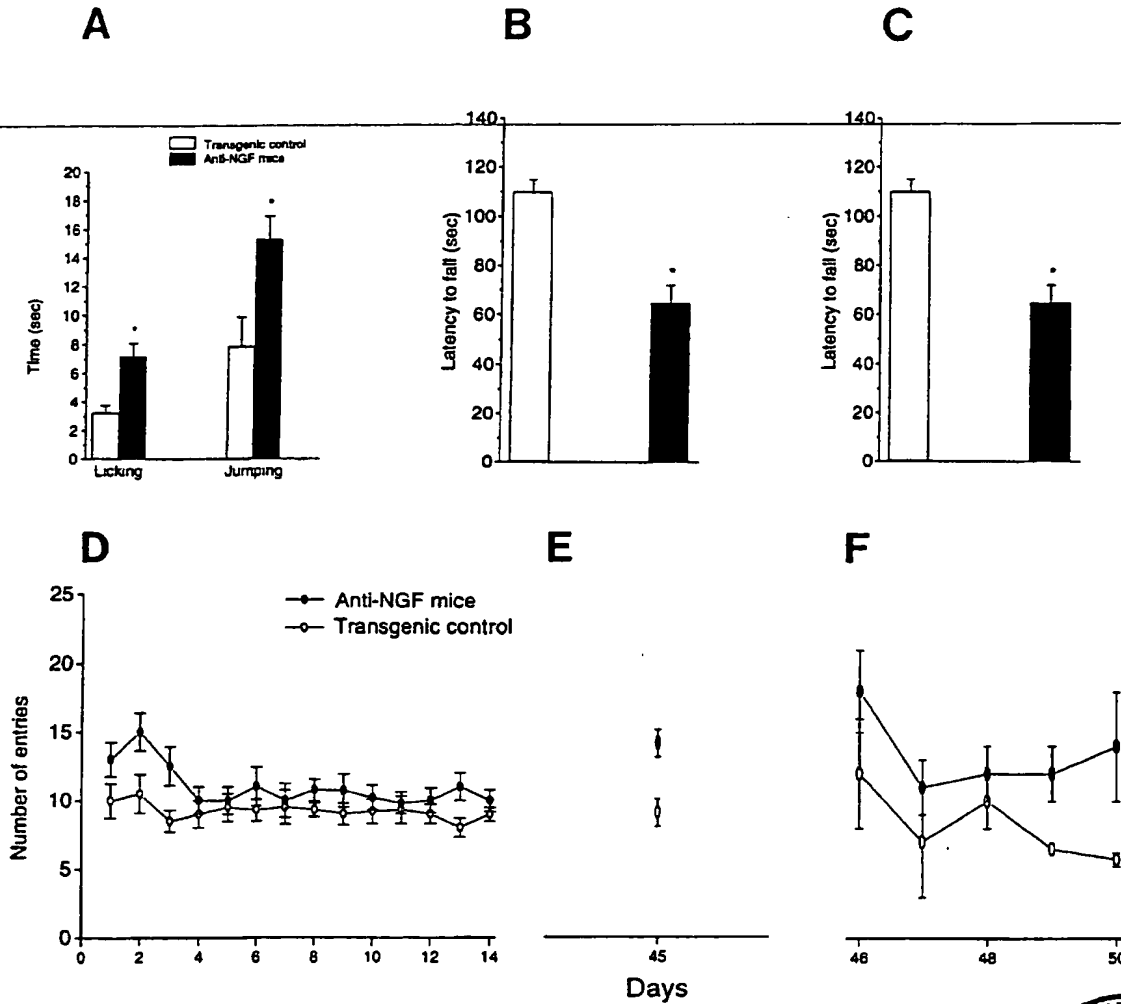 A
B
C
Transgenic control
Anti-NGF mice
Time (sec)
20
18
16
14
12
10
8
6
4
2
0
Licking
Jumping
Latency to fall (sec)
140
120
100
80
60
40
20
0
Latency to fall (sec)
140
120
100
80
60
40
20
0
D
E
F
Anti-NGF mice
Transgenic control
Number of entries
25
20
15
10
5
0
0 2 4 6 8 10 12 14
45
46 48 50
Days